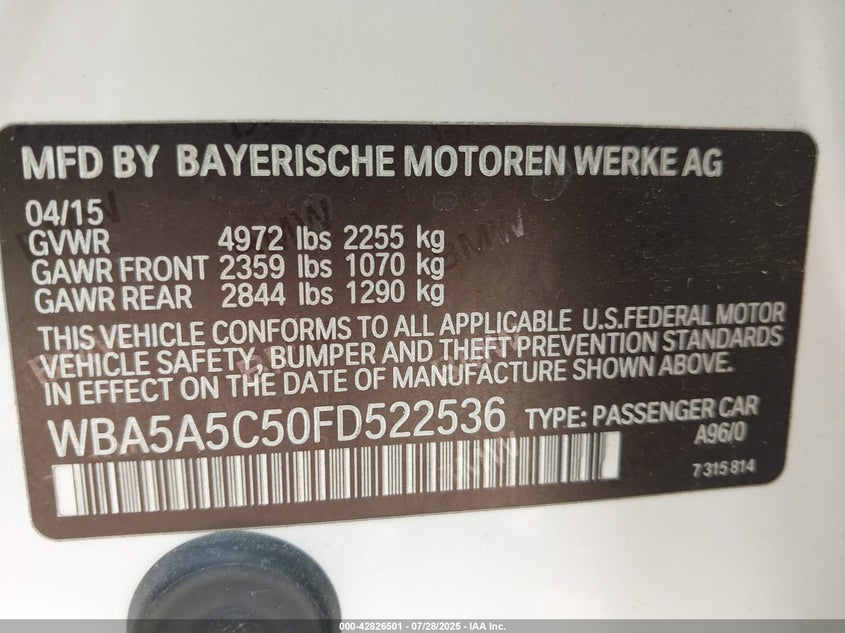 MFD BY BAYERISCHE MOTOREN WERKE AG
04/15
GVWR 4972 lbs 2255 kg
GAWR FRONT 2359 lbs 1070 kg
GAWR REAR 2844 lbs 1290 kg
THIS VEHICLE CONFORMS TO ALL APPLICABLE U.S.FEDERAL MOTOR
VEHICLE SAFETY, BUMPER AND THEFT PREVENTION STANDARDS
IN EFFECT ON THE DATE OF MANUFACTURE SHOWN ABOVE.
WBA5A5C50FD522536 TYPE: PASSENGER CAR
A96/0
7 315 814
000-42826501 / 07/28/2025 - IAA Inc.